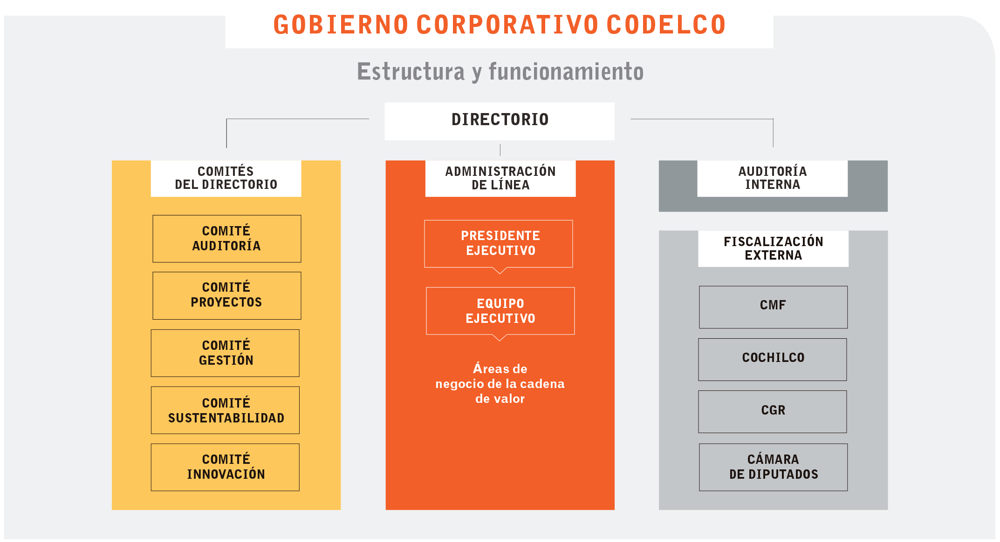 GOBIERNO CORPORATIVO CODELCO
Estructura y funcionamiento
DIRECTORIO
COMITÉS
DEL DIRECTORIO
COMITÉ
AUDITORÍA
COMITÉ
PROYECTOS
COMITÉ
GESTIÓN
COMITÉ
SUSTENTABILIDAD
COMITÉ
INNOVACIÓN
ADMINISTRACIÓN
DE LÍNEA
PRESIDENTE
EJECUTIVO
EQUIPO
EJECUTIVO
Áreas de
negocio de la cadena
de valor
AUDITORÍA
INTERNA
FISCALIZACIÓN
EXTERNA
CMF
COCHILCO
CGR
CÁMARA
DE DIPUTADOS